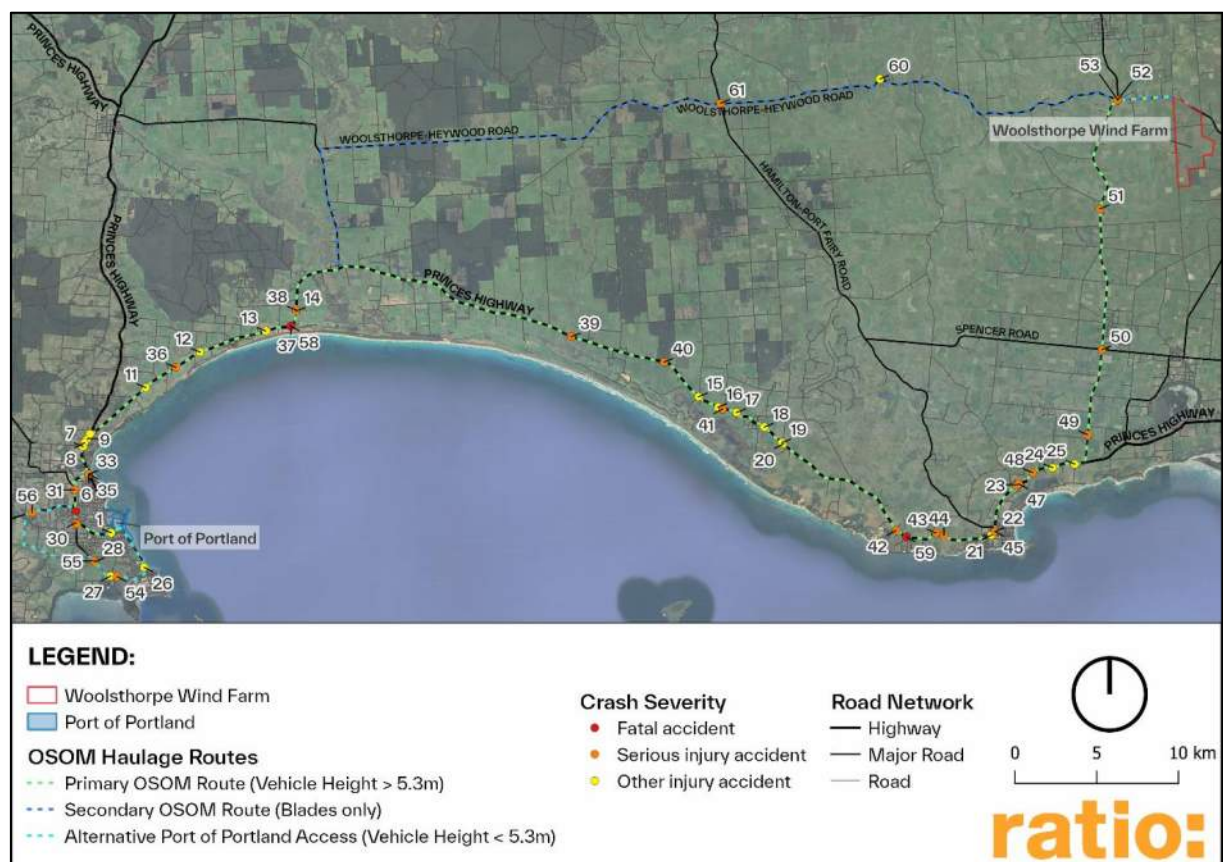 PRINCES HIGHWAY
PRINCES HIGHWAY
53
52
60
61
WOOLSTHORPE-HEYWOOD ROAD
WOOLSTHORPE-HEYWOOD ROAD
Woolsthorpe Wind Farm
HAMILTON-PORT FAIRY ROAD
51
PRINCES HIGHWAY
PRINCES HIGHWAY
38
14
13
37
58
39
SPENCER ROAD
50
12
36
40
11
15
16
17
41
18
19
20
49
PRINCES HIGHWAY
7
9
8
33
35
31
6
56
1
Port of Portland
30
28
55
26
27
54
48
24
25
23
47
22
43
44
42
59
21
45
LEGEND:
Woolsthorpe Wind Farm
Port of Portland
OSOM Haulage Routes
Primary OSOM Route (Vehicle Height > 5.3m)
Secondary OSOM Route (Blades only)
Alternative Port of Portland Access (Vehicle Height < 5.3m)
Crash Severity
Fatal accident
Serious injury accident
Other injury accident
Road Network
Highway
Major Road
Road
0 5 10 km
ratio: